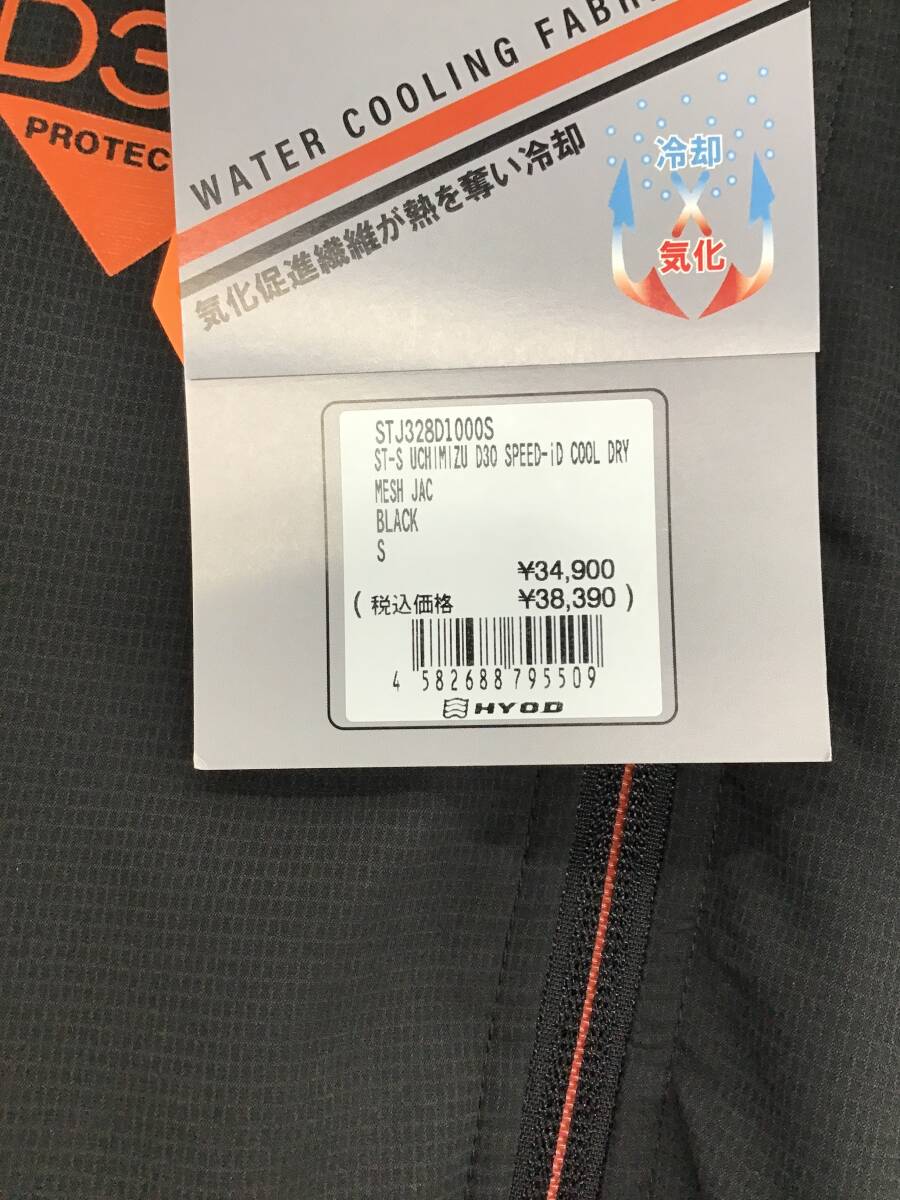 D3
PROTEC
WATER COOLING FABRI
気化促進繊維が熱を奪い冷却
冷却
気化
STJ328D1000S
ST-S UCHIMIZU D3O SPEED-iD COOL DRY
MESH JAC
BLACK
S
¥34,900
( 税込価格 ¥38,390 )
4 582688 795509
HYOD